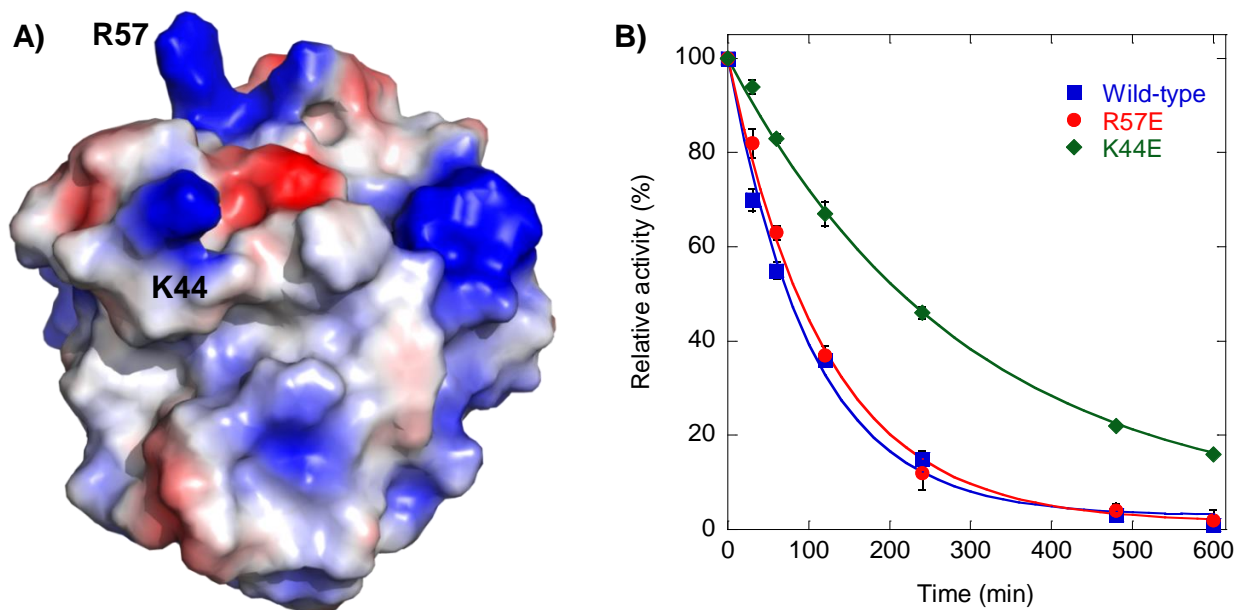 A)
R57
K44
B)
100
80
60
40
20
0
Relative activity (%)
Wild-type
R57E
K44E
0 100 200 300 400 500 600
Time (min)